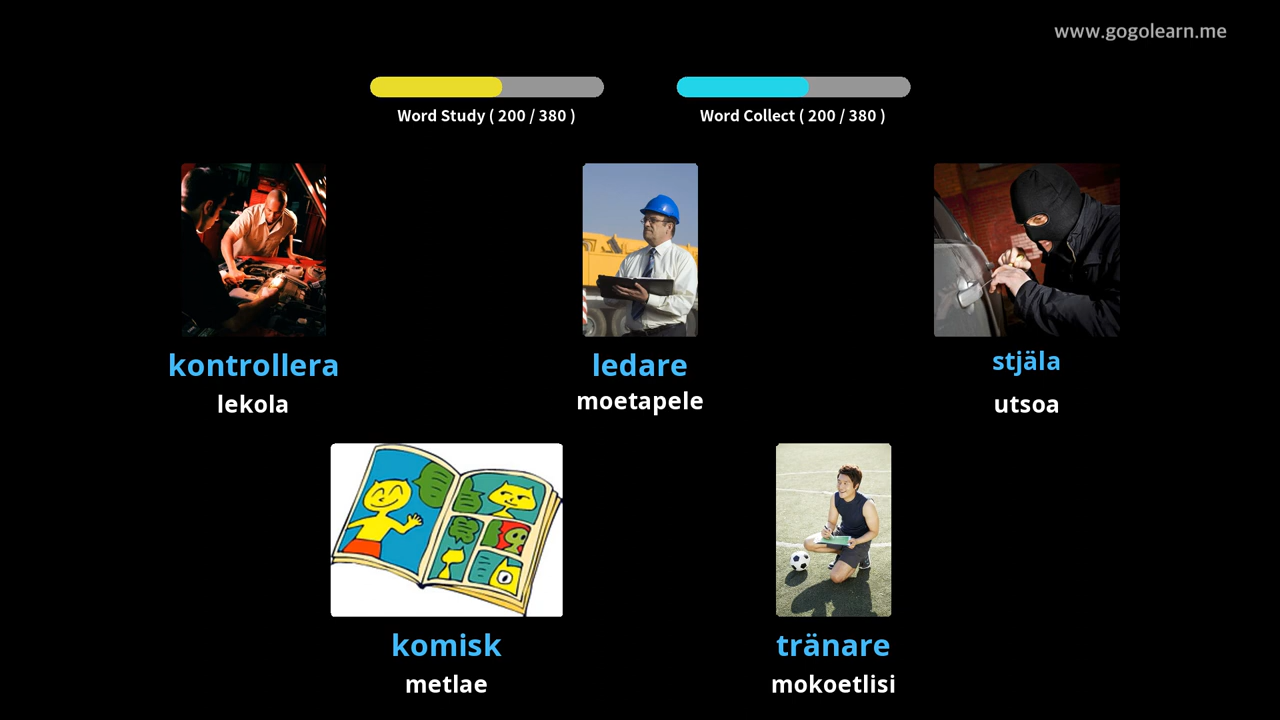 www.gogolearn.me
Word Study ( 200 / 380 )
Word Collect ( 200 / 380 )
kontrollera
lekola
ledare
moetapele
stjäla
utsoa
komisk
metlae
tränare
mokoetlisi